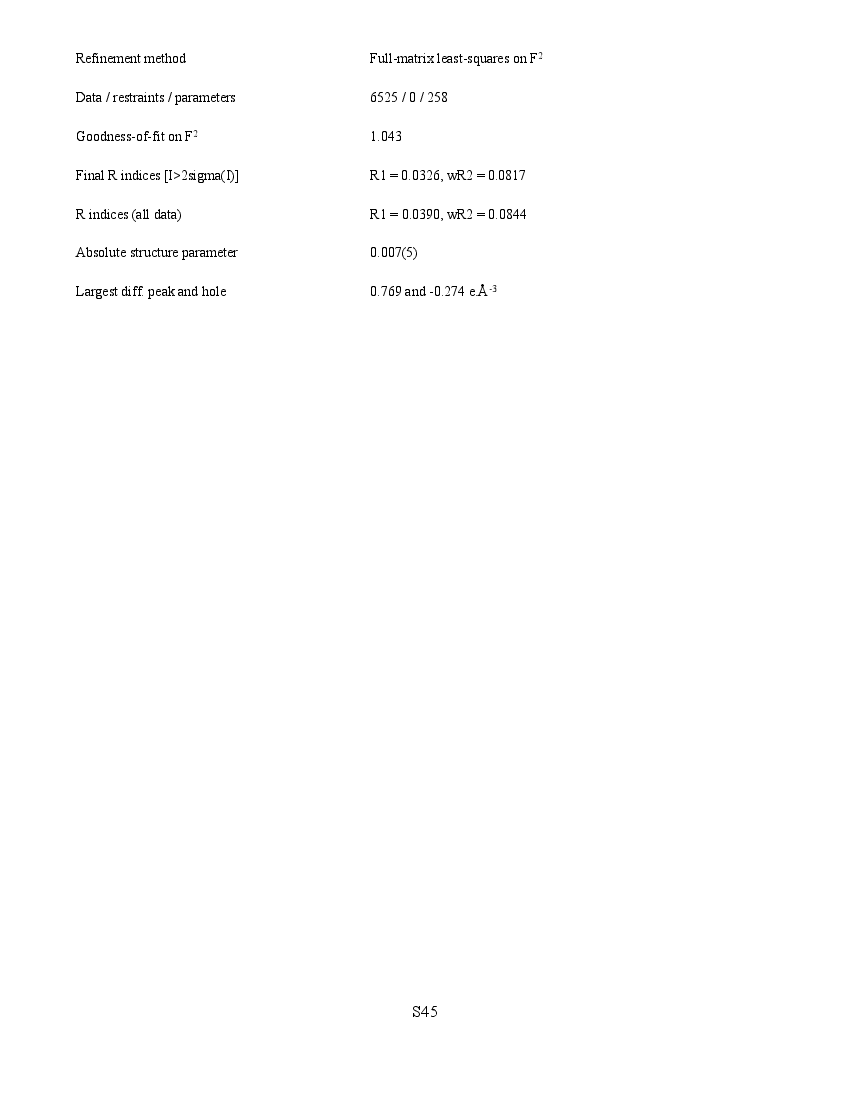 Refinement method Full-matrix least-squares on F²
Data / restraints / parameters 6525 / 0 / 258
Goodness-of-fit on F² 1.043
Final R indices [I>2sigma(I)] R1 = 0.0326, wR2 = 0.0817
R indices (all data) R1 = 0.0390, wR2 = 0.0844
Absolute structure parameter 0.007(5)
Largest diff. peak and hole 0.769 and -0.274 e.Å⁻³
S45